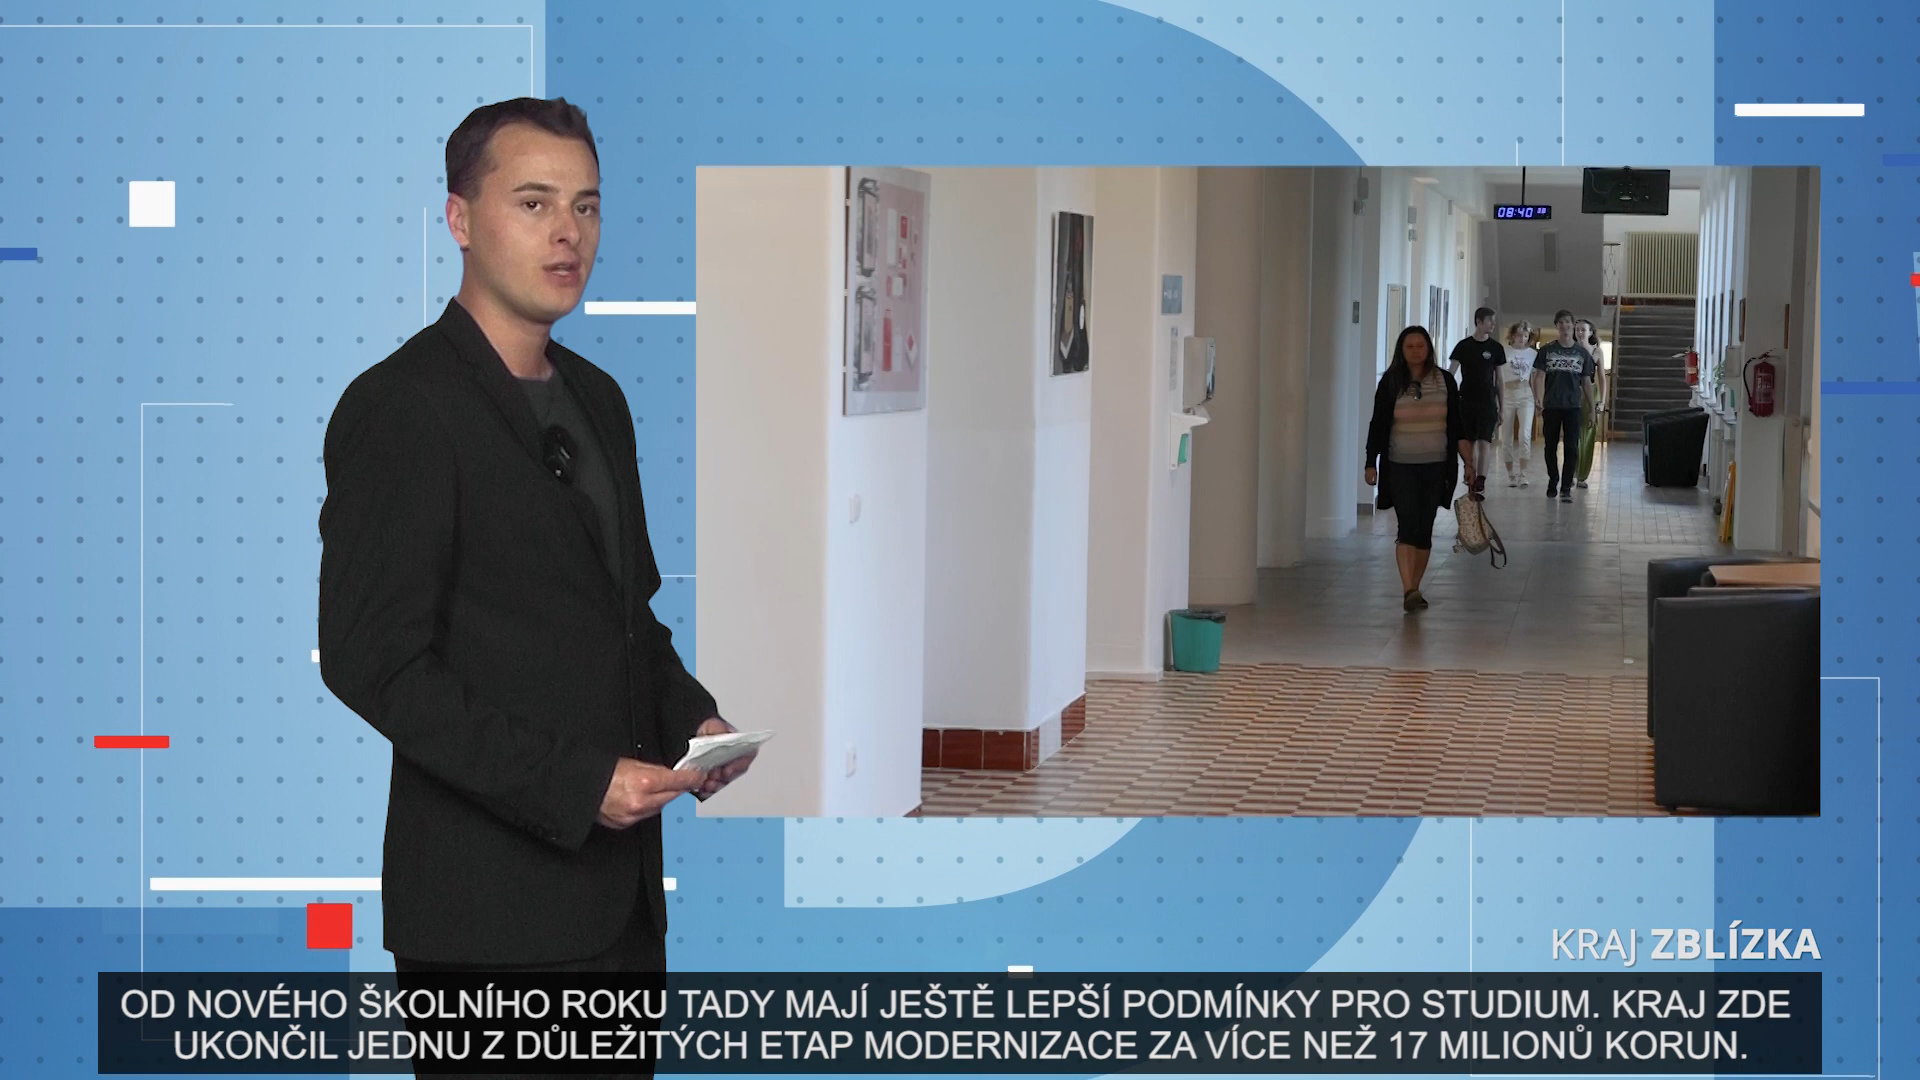 08:40
KRAJ ZBLÍZKA
OD NOVÉHO ŠKOLNÍHO ROKU TADY MAJÍ JEŠTĚ LEPŠÍ PODMÍNKY PRO STUDIUM. KRAJ ZDE
UKONČIL JEDNU Z DŮLEŽITÝCH ETAP MODERNIZACE ZA VÍCE NEŽ 17 MILIONŮ KORUN.